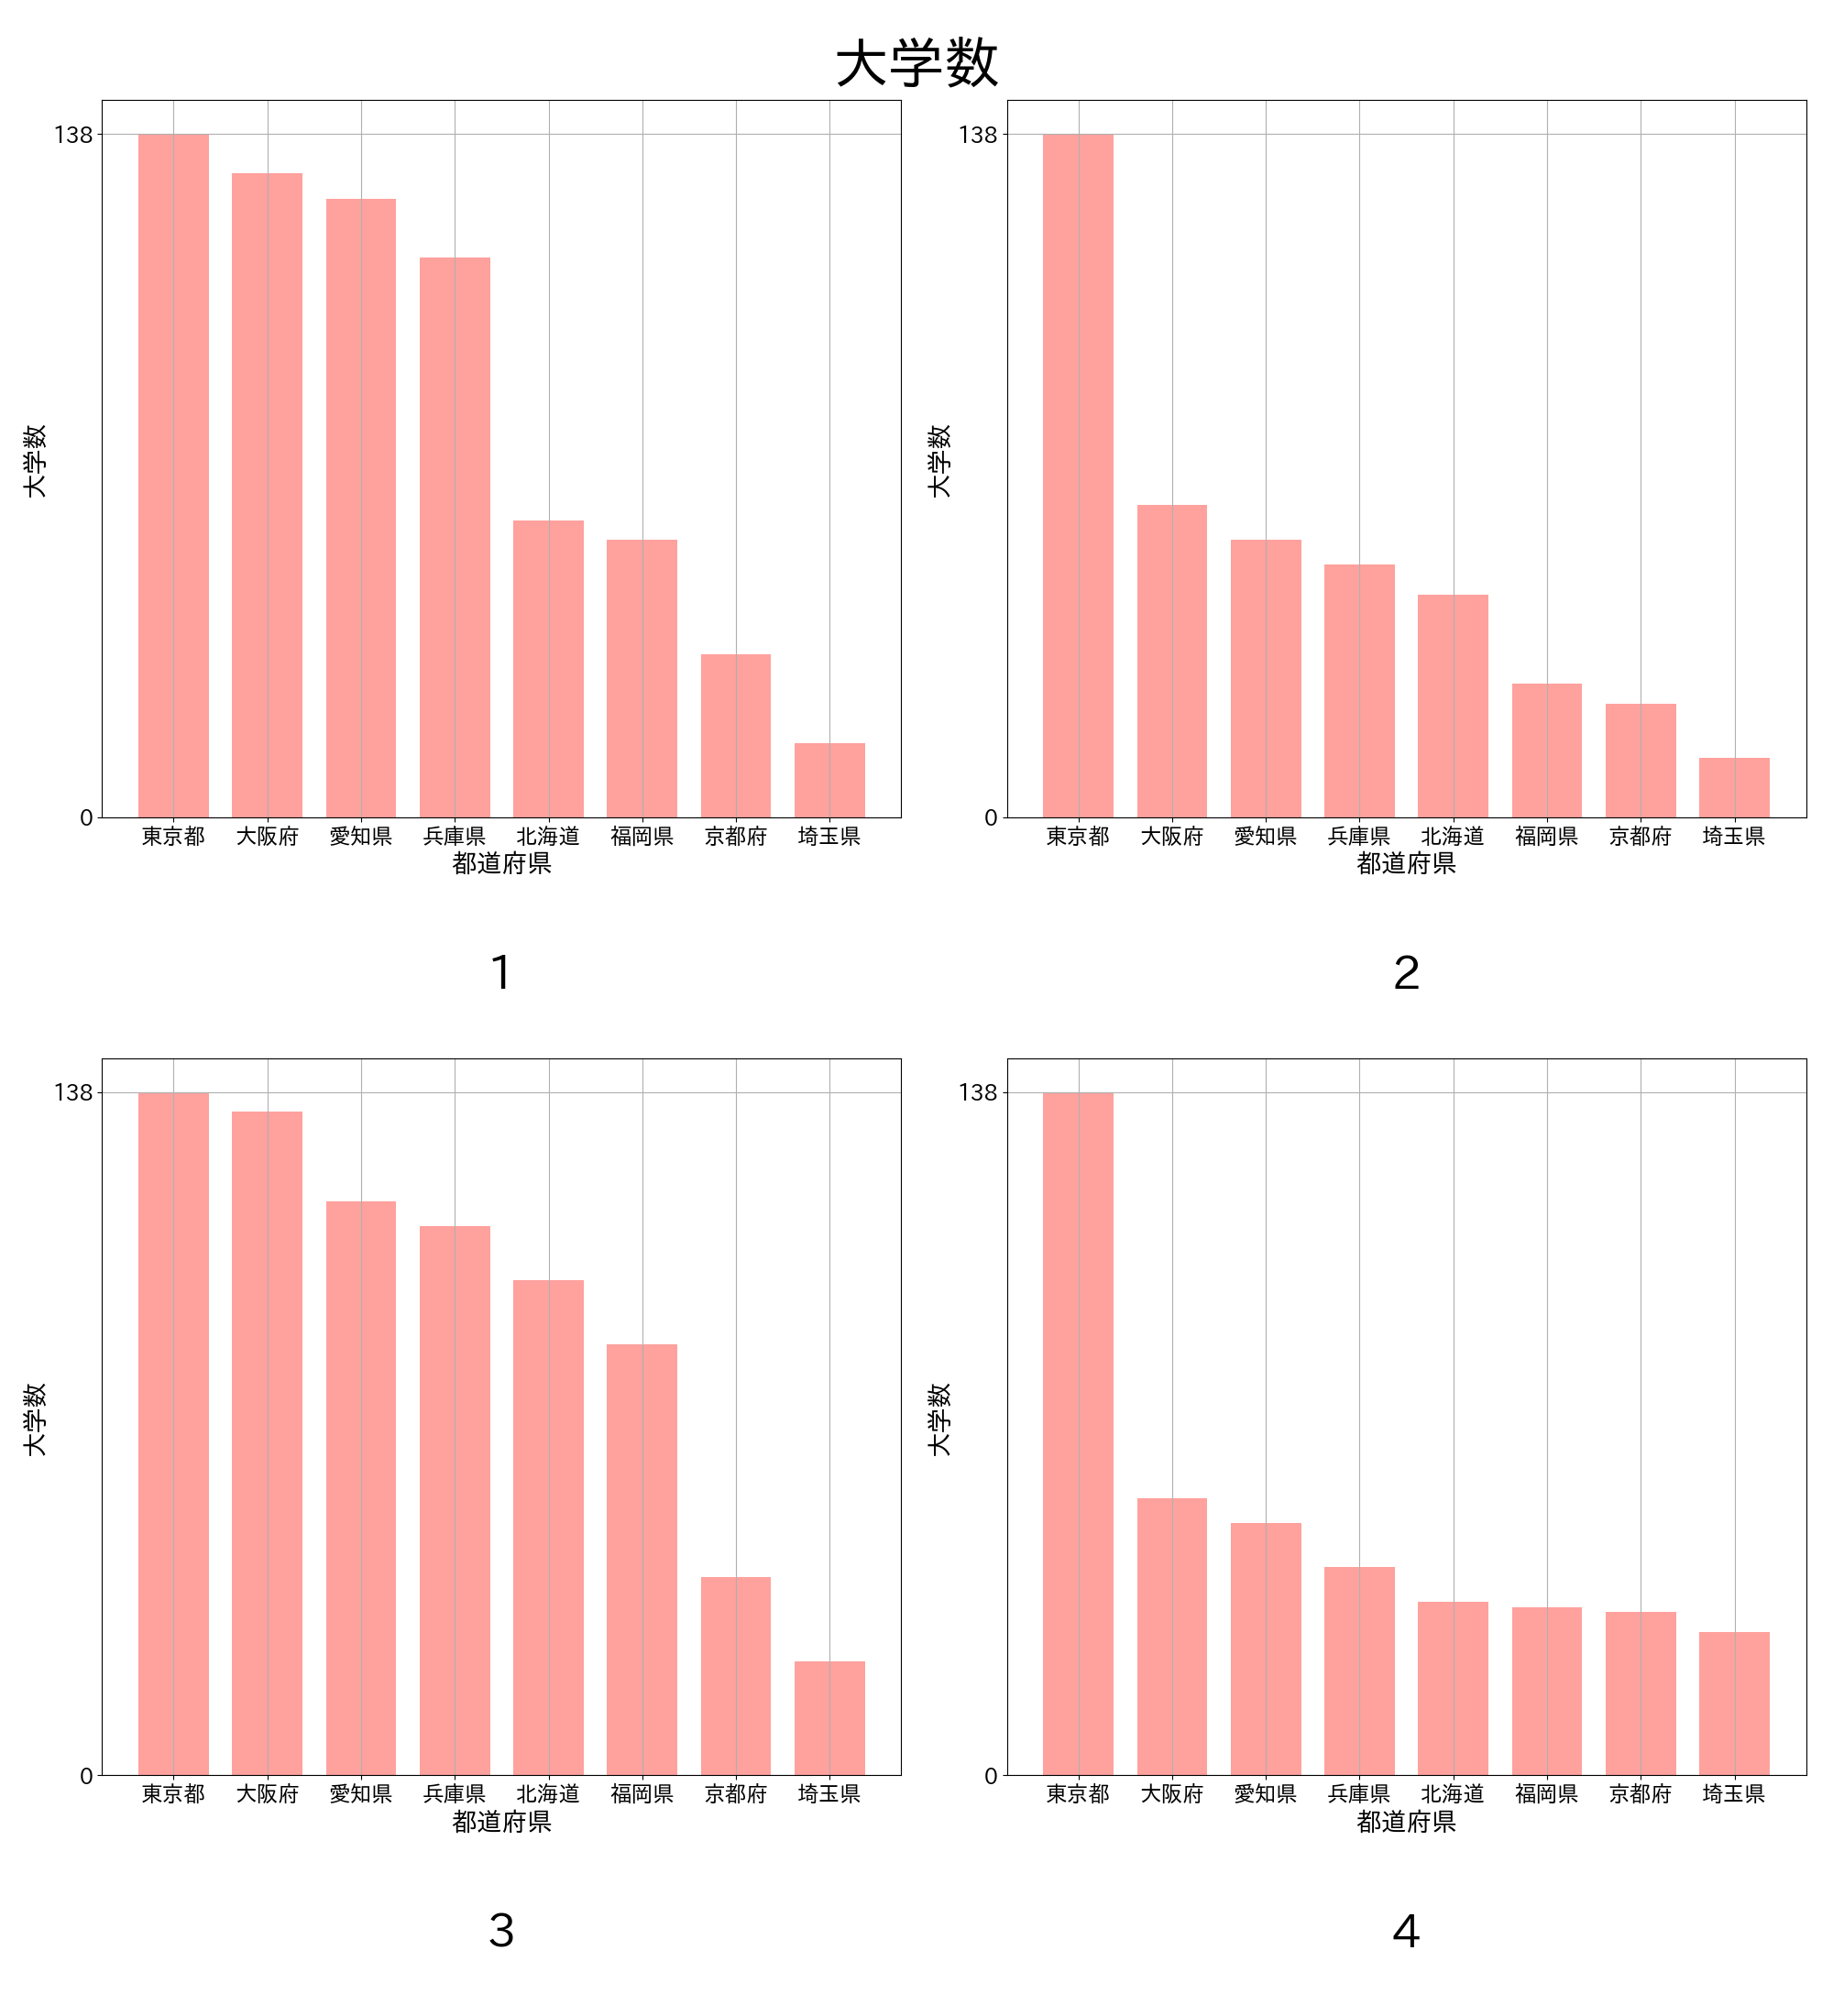 大学数
138
0
大学数
東京都 大阪府 愛知県 兵庫県 北海道 福岡県 京都府 埼玉県
都道府県
1
138
0
大学数
東京都 大阪府 愛知県 兵庫県 北海道 福岡県 京都府 埼玉県
都道府県
2
138
0
大学数
東京都 大阪府 愛知県 兵庫県 北海道 福岡県 京都府 埼玉県
都道府県
3
138
0
大学数
東京都 大阪府 愛知県 兵庫県 北海道 福岡県 京都府 埼玉県
都道府県
4